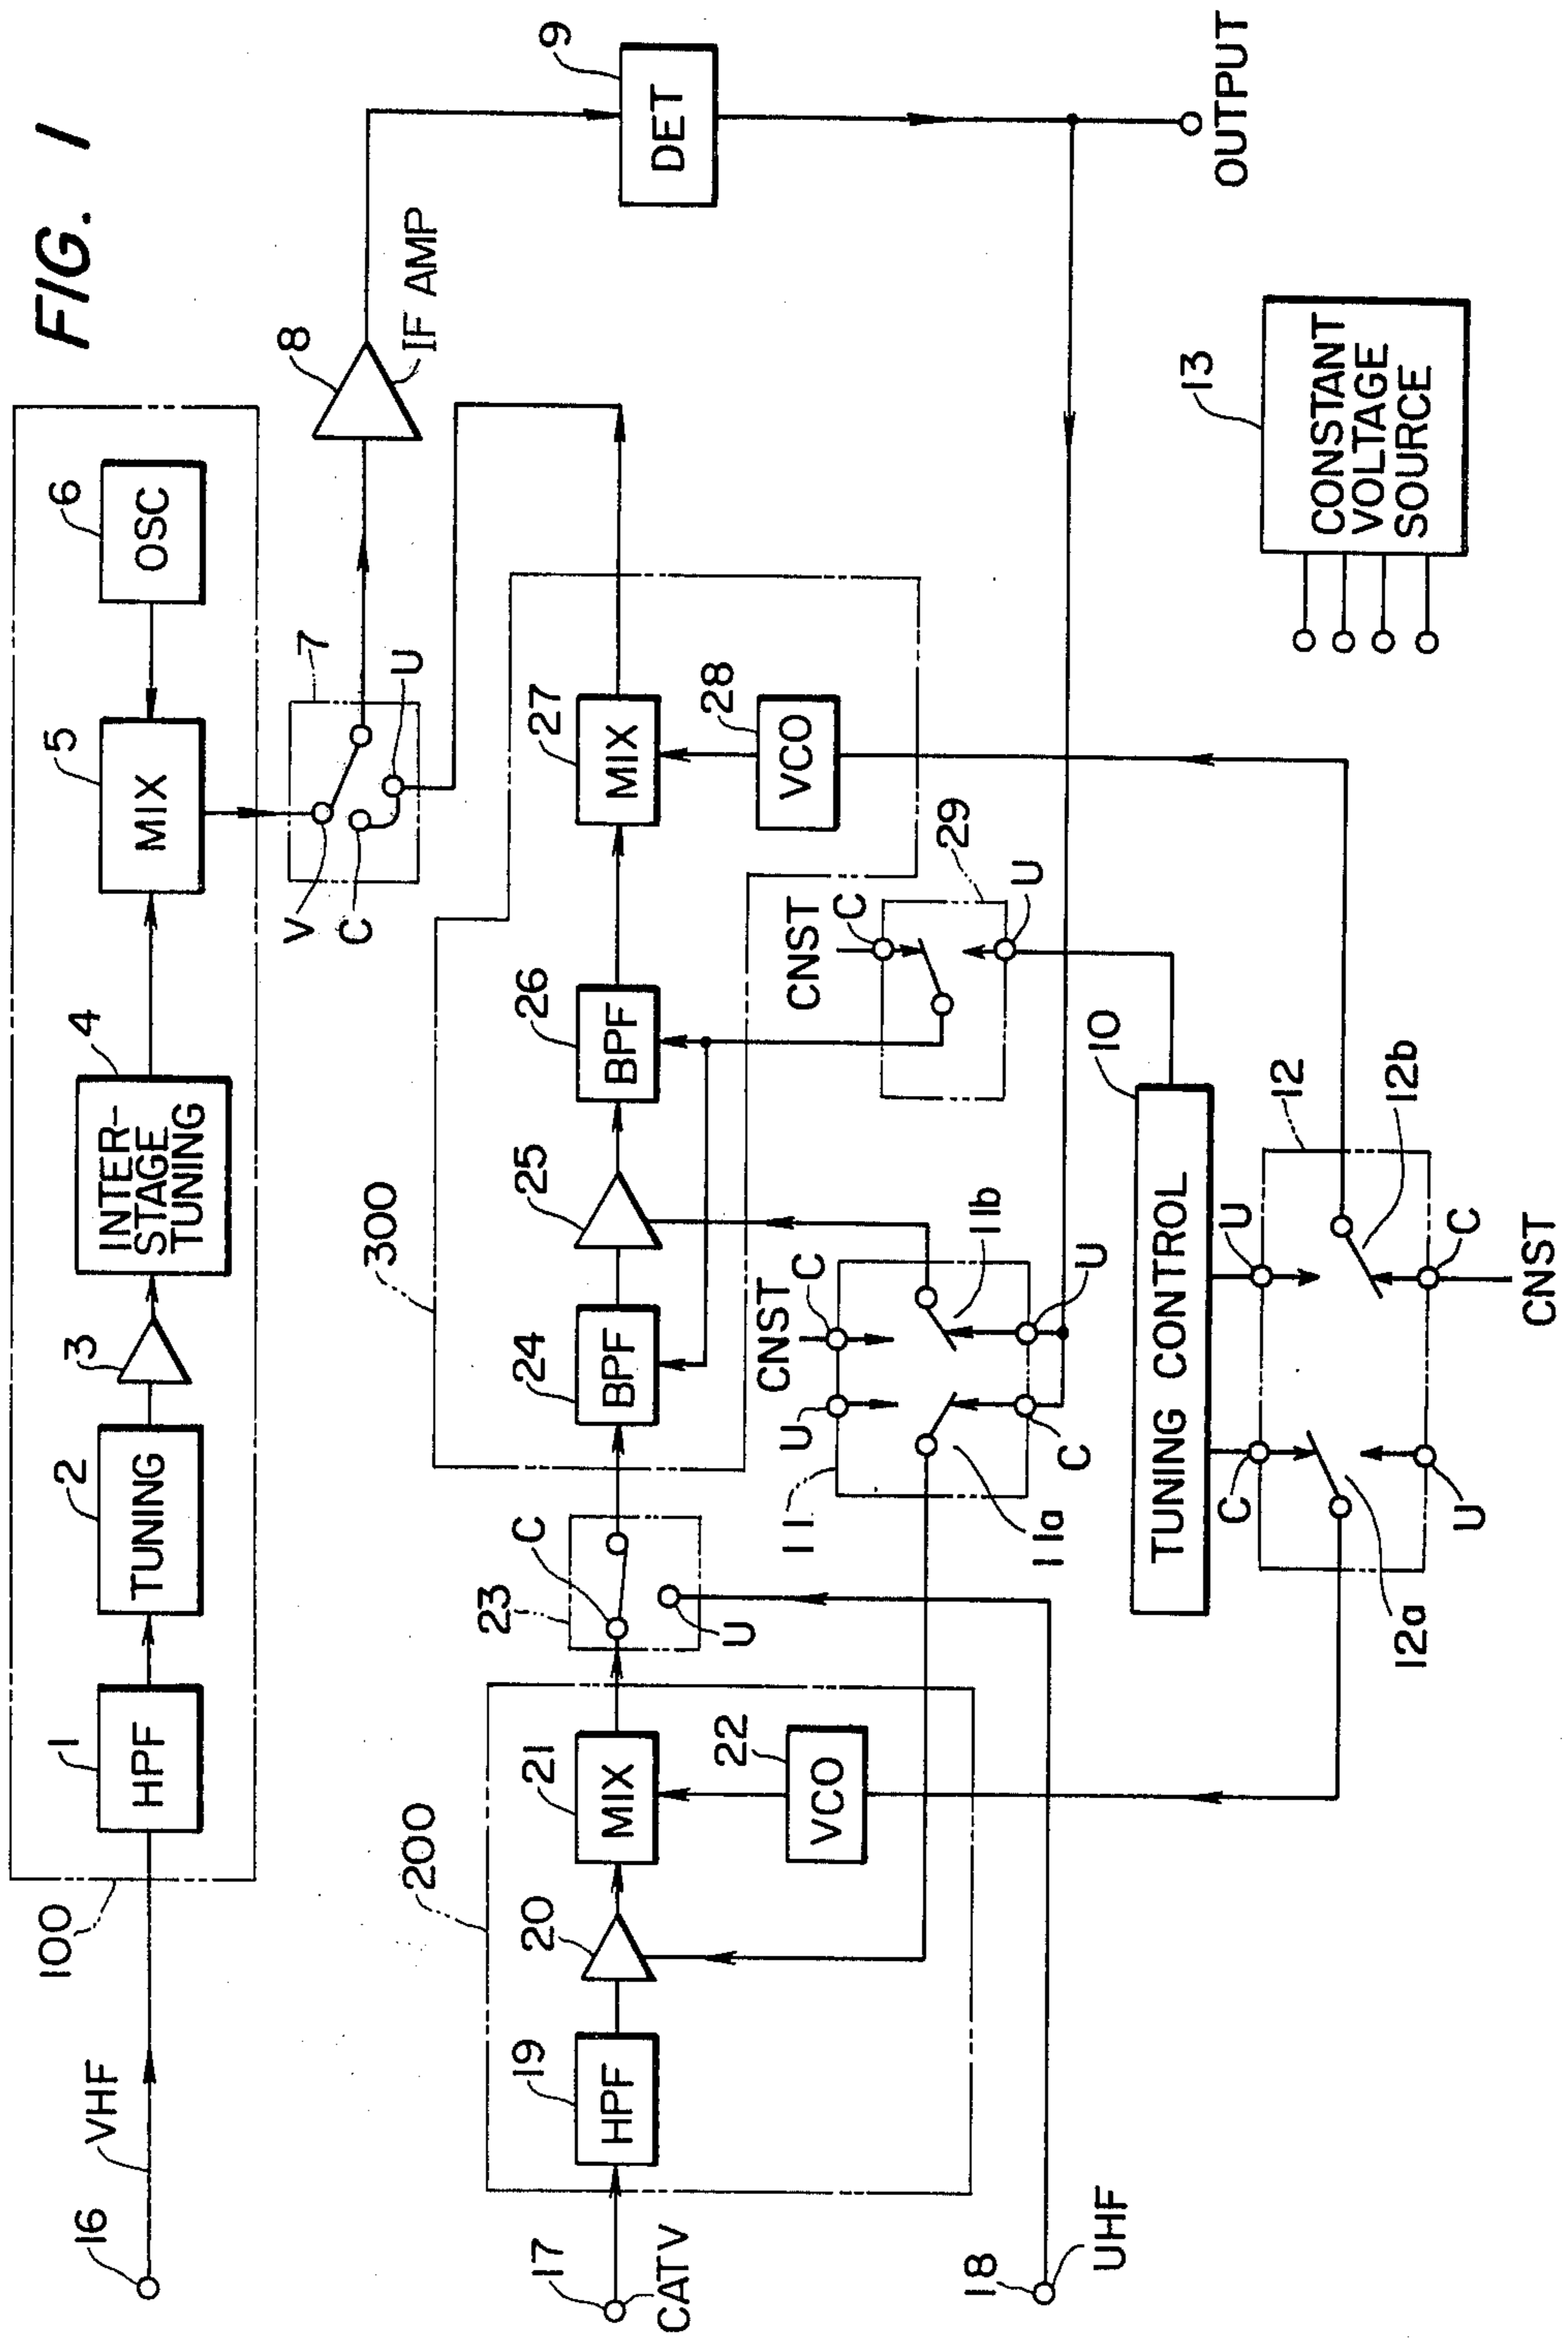 FIG. 1
16
VHF
100
1
HPF
2
TUNING
3
4
INTER-
STAGE
TUNING
5
MIX
6
OSC
7
V
C
U
8
IF AMP
9
DET
OUTPUT
17
CATV
200
19
HPF
20
21
MIX
22
VCO
23
C
U
300
24
BPF
25
26
BPF
27
MIX
28
VCO
29
CNST
C
U
18
UHF
11
U
CNST
C
11a
11b
C
U
10
TUNING CONTROL
C
U
12
12a
12b
U
C
CNST
13
CONSTANT
VOLTAGE
SOURCE